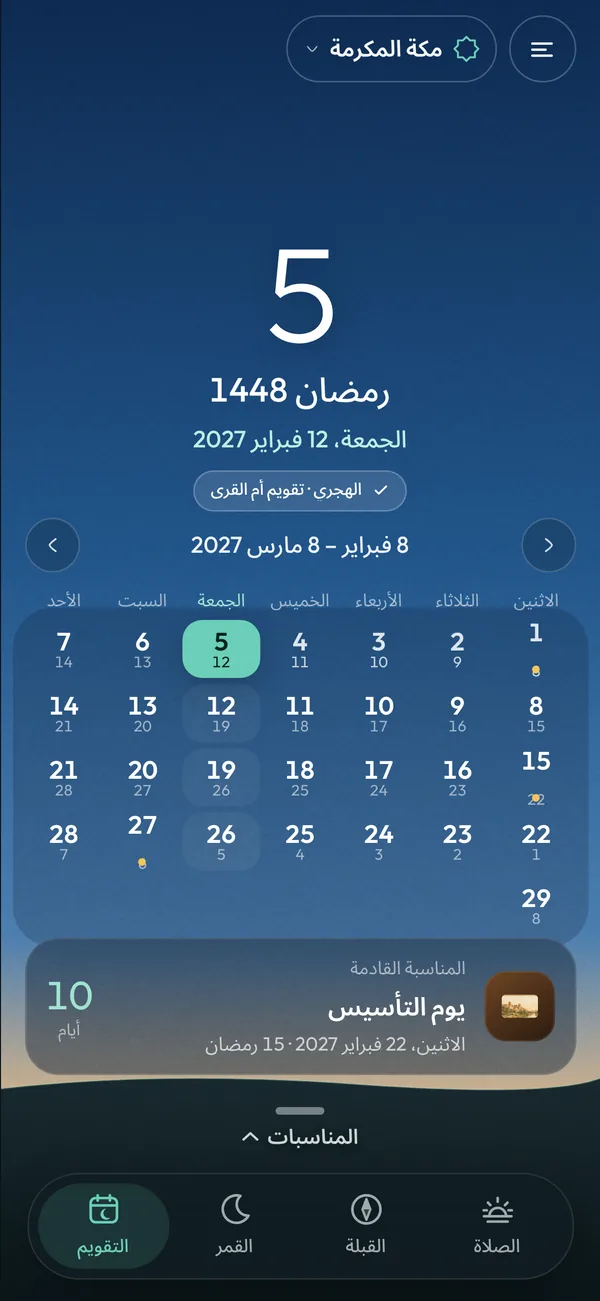 مكة المكرمة
5
رمضان 1448
الجمعة، 12 فبراير 2027
الهجري · تقويم أم القرى
8 فبراير – 8 مارس 2027
الاثنين الثلاثاء الأربعاء الخميس الجمعة السبت الأحد
1 2 3 4 5 6 7
9 10 11 12 13 14
8 9 10 11 12 13 14
15 16 17 18 19 20 21
15 16 17 18 19 20 21
22 23 24 25 26 27 28
22 23 24 25 26 27 28
1 2 3 4 5 7
29
8
المناسبة القادمة
يوم التأسيس
الاثنين، 22 فبراير 2027 · 15 رمضان
10
أيام
المناسبات
الصلاة القبلة القمر التقويم